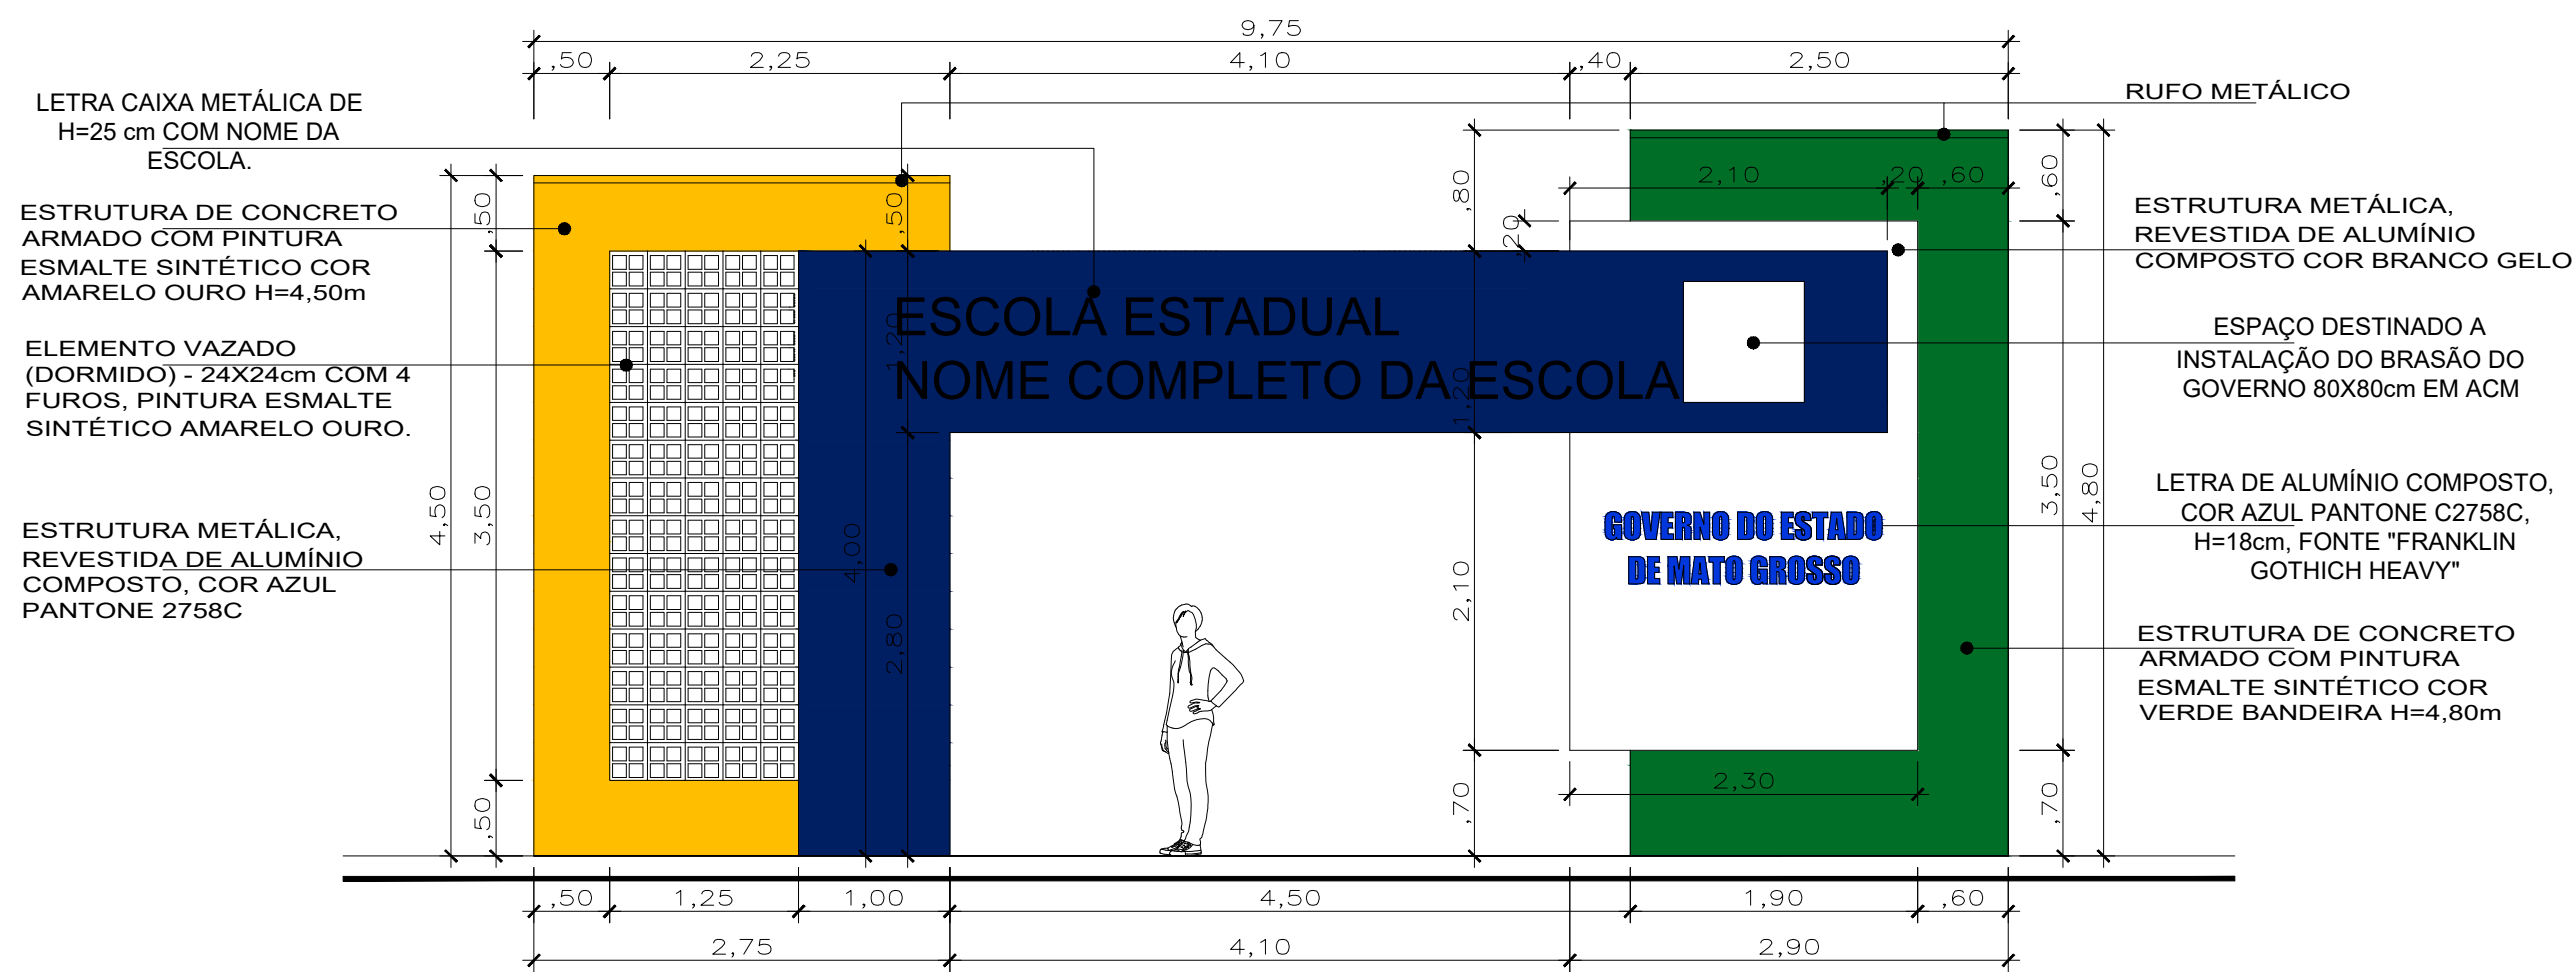 9,75
,50
2,25
4,10
,40
2,50
LETRA CAIXA METÁLICA DE
H=25 cm COM NOME DA
ESCOLA.
RUFO METÁLICO
ESTRUTURA DE CONCRETO
ARMADO COM PINTURA
ESMALTE SINTÉTICO COR
AMARELO OURO H=4,50m
ELEMENTO VAZADO
(DORMIDO) - 24X24cm COM 4
FUROS, PINTURA ESMALTE
SINTÉTICO AMARELO OURO.
ESTRUTURA METÁLICA,
REVESTIDA DE ALUMÍNIO
COMPOSTO, COR AZUL
PANTONE 2758C
4,50
,50
3,50
,50
,50
1,20
4,00
2,80
ESCOLA ESTADUAL
NOME COMPLETO DA ESCOLA
,80
1,20
2,10
,70
,20
2,10
,20
,60
GOVERNO DO ESTADO
DE MATO GROSSO
2,30
,60
3,50
,70
4,80
ESTRUTURA METÁLICA,
REVESTIDA DE ALUMÍNIO
COMPOSTO COR BRANCO GELO
ESPAÇO DESTINADO A
INSTALAÇÃO DO BRASÃO DO
GOVERNO 80X80cm EM ACM
LETRA DE ALUMÍNIO COMPOSTO,
COR AZUL PANTONE C2758C,
H=18cm, FONTE "FRANKLIN
GOTHICH HEAVY"
ESTRUTURA DE CONCRETO
ARMADO COM PINTURA
ESMALTE SINTÉTICO COR
VERDE BANDEIRA H=4,80m
,50
1,25
1,00
4,50
1,90
,60
2,75
4,10
2,90